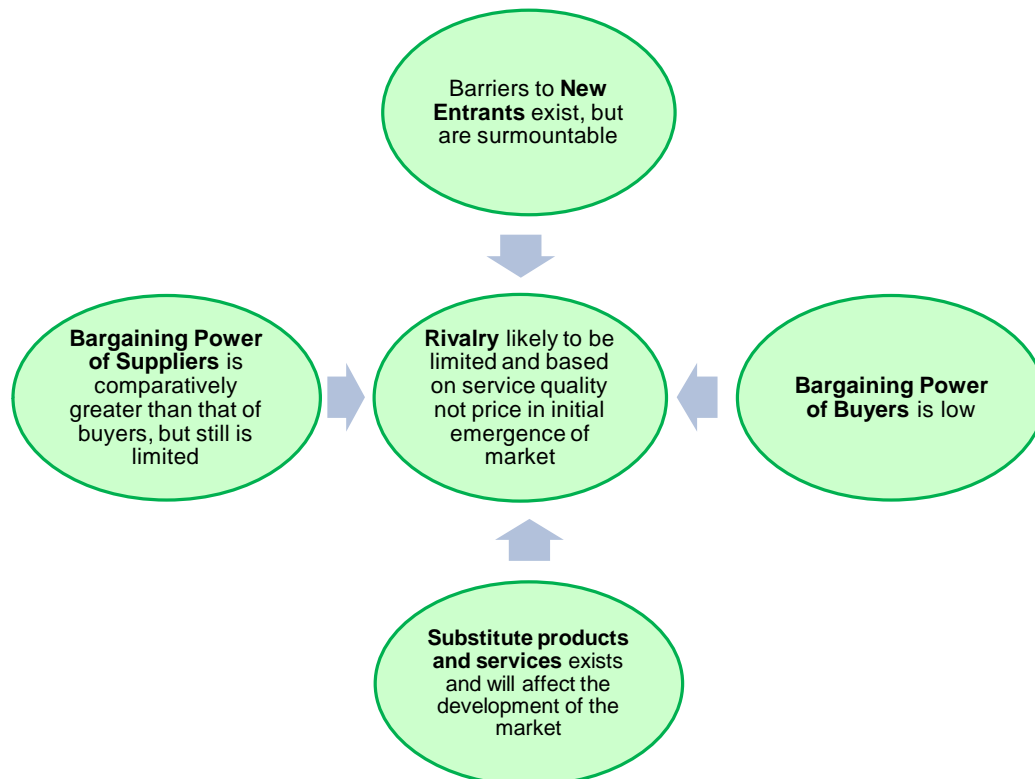 Barriers to New
Entrants exist, but
are surmountable
Bargaining Power
of Suppliers is
comparatively
greater than that of
buyers, but still is
limited
Rivalry likely to be
limited and based
on service quality
not price in initial
emergence of
market
Bargaining Power
of Buyers is low
Substitute products
and services exists
and will affect the
development of the
market